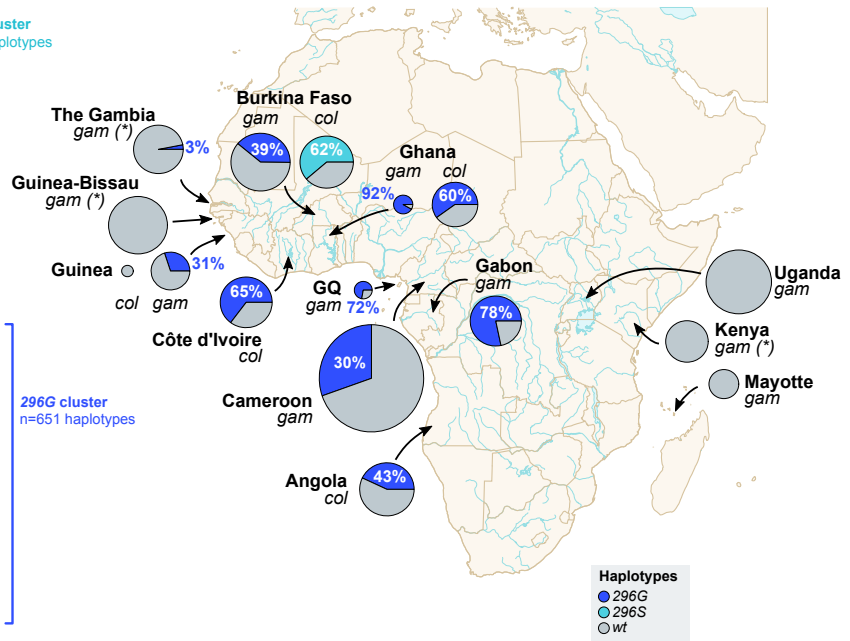 uster
plotypes
The Gambia
gam (*)
3%
Burkina Faso
gam col
39%
62%
Ghana
gam col
92%
60%
Guinea-Bissau
gam (*)
Guinea
col gam
31%
65%
Côte d'Ivoire
col
GQ
gam
72%
Gabon
gam
78%
Uganda
gam
Kenya
gam (*)
Mayotte
gam
30%
Cameroon
gam
296G cluster
n=651 haplotypes
Angola
col
43%
Haplotypes
296G
296S
wt